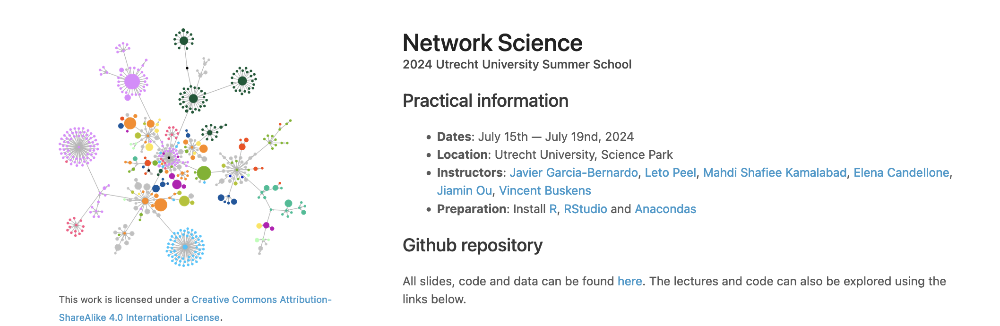 Network Science
2024 Utrecht University Summer School
Practical information
Dates: July 15th — July 19nd, 2024
Location: Utrecht University, Science Park
Instructors: Javier Garcia-Bernardo, Leto Peel, Mahdi Shafiee Kamalabad, Elena Candellone,
Jiamin Ou, Vincent Buskens
Preparation: Install R, RStudio and Anacondas
Github repository
All slides, code and data can be found here. The lectures and code can also be explored using the
links below.
This work is licensed under a Creative Commons Attribution-
ShareAlike 4.0 International License.